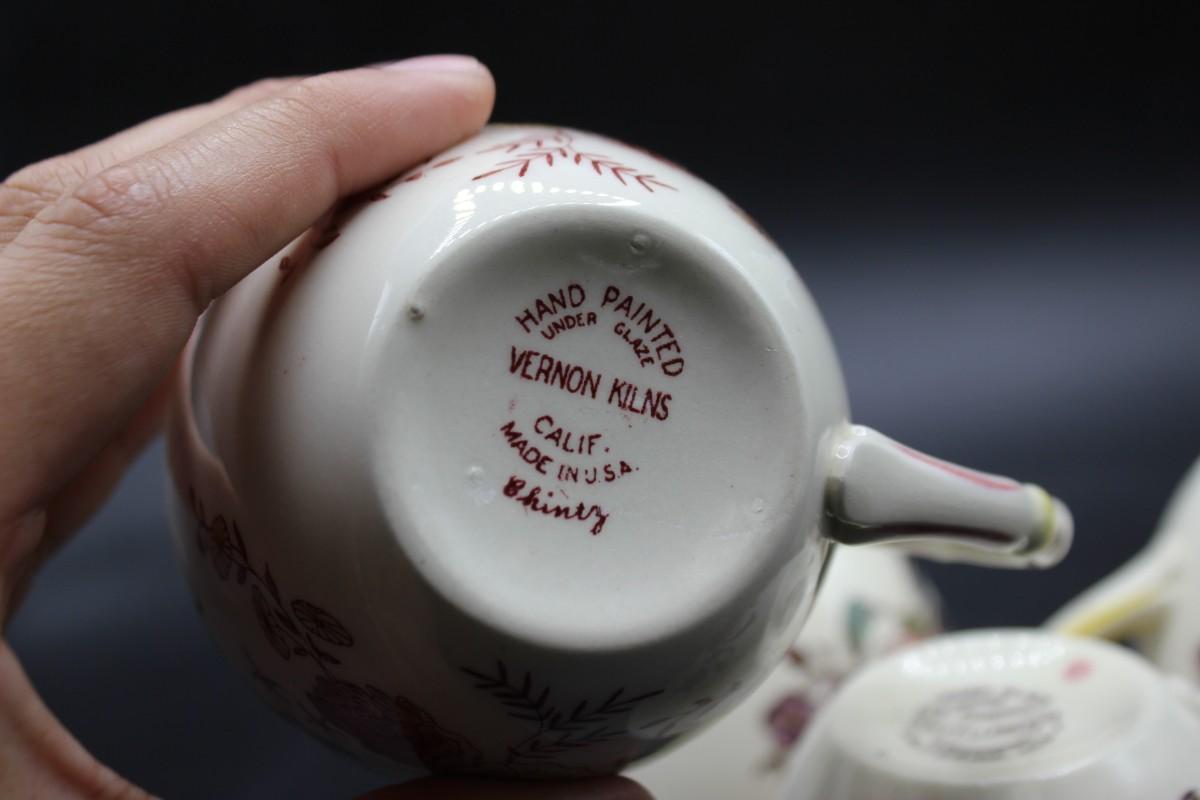 HAND PAINTED
UNDER GLAZE
VERNON KILNS
CALIF.
MADE IN U.S.A.
Chintz